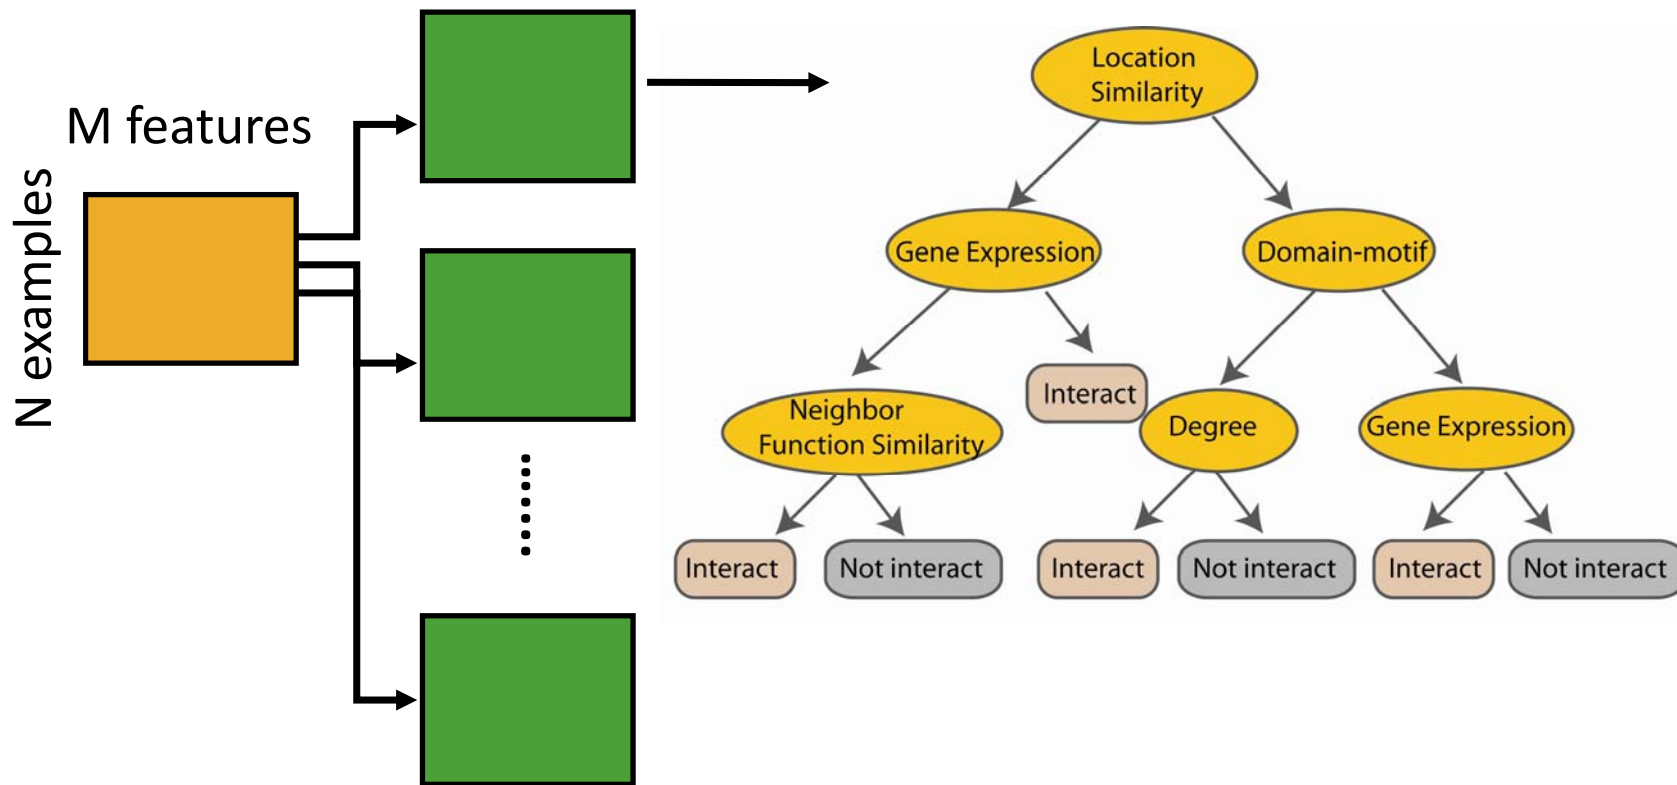 M features
N examples
Location
Similarity
Gene Expression
Domain-motif
Interact
Neighbor
Function Similarity
Degree
Gene Expression
Interact
Not interact
Interact
Not interact
Interact
Not interact